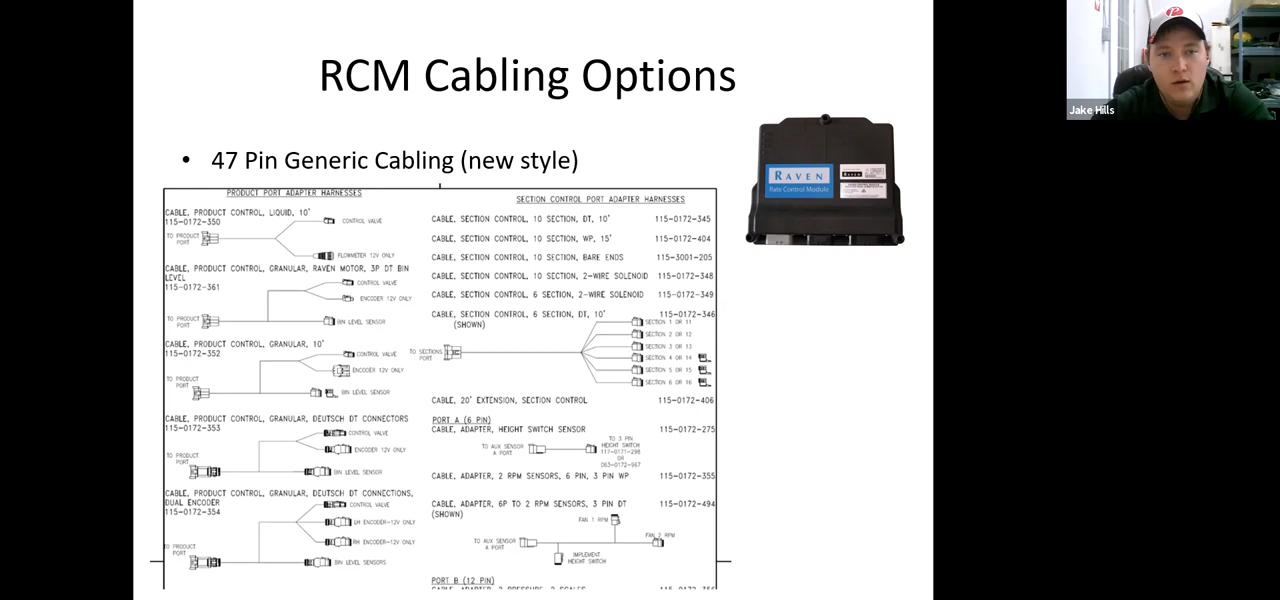 RCM Cabling Options
• 47 Pin Generic Cabling (new style)
PRODUCT PORT ADAPTER HARNESSES
CABLE, PRODUCT CONTROL, LIQUID, 10'
115-0172-350
CONTROL VALVE
TO PRODUCT
PORT
FLOWMETER 12V ONLY
CABLE, PRODUCT CONTROL, GRANULAR, RAVEN MOTOR, 3P DT BIN
LEVEL
115-0172-361
CONTROL VALVE
ENCODER 12V ONLY
TO PRODUCT
PORT
BIN LEVEL SENSOR
CABLE, PRODUCT CONTROL, GRANULAR, 10'
115-0172-352
CONTROL VALVE
ENCODER 12V ONLY
TO PRODUCT
PORT
BIN LEVEL SENSOR
CABLE, PRODUCT CONTROL, GRANULAR, DEUTSCH DT CONNECTORS
115-0172-353
CONTROL VALVE
ENCODER 12V ONLY
TO PRODUCT
PORT
BIN LEVEL SENSOR
CABLE, PRODUCT CONTROL, GRANULAR, DEUTSCH DT CONNECTIONS,
DUAL ENCODER
115-0172-354
CONTROL VALVE
LH ENCODER-12V ONLY
RH ENCODER-12V ONLY
TO PRODUCT
PORT
BIN LEVEL SENSORS
SECTION CONTROL PORT ADAPTER HARNESSES
CABLE, SECTION CONTROL, 10 SECTION, DT, 10' 115-0172-345
CABLE, SECTION CONTROL, 10 SECTION, WP, 15' 115-0172-404
CABLE, SECTION CONTROL, 10 SECTION, BARE ENDS 115-3001-205
CABLE, SECTION CONTROL, 10 SECTION, 2-WIRE SOLENOID 115-0172-348
CABLE, SECTION CONTROL, 6 SECTION, 2-WIRE SOLENOID 115-0172-349
CABLE, SECTION CONTROL, 6 SECTION, DT, 10' 115-0172-346
(SHOWN)
SECTION 1 OR 11
SECTION 2 OR 12
SECTION 3 OR 13
TO SECTIONS
PORT
SECTION 4 OR 14
SECTION 5 OR 15
SECTION 6 OR 16
CABLE, 20' EXTENSION, SECTION CONTROL 115-0172-406
PORT A (6 PIN)
CABLE, ADAPTER, HEIGHT SWITCH SENSOR 115-0172-275
TO AUX SENSOR
A PORT
TO 3 PIN
HEIGHT SWITCH
117-0171-298
OR
063-0172-967
CABLE, ADAPTER, 2 RPM SENSORS, 6 PIN, 3 PIN WP 115-0172-355
CABLE, ADAPTER, 6P TO 2 RPM SENSORS, 3 PIN DT 115-0172-494
(SHOWN)
FAN 1 RPM
FAN 2 RPM
TO AUX SENSOR
A PORT
IMPLEMENT
HEIGHT SWITCH
PORT B (12 PIN)
RAVEN
Rate Control Module
RAVEN
Jake Hills